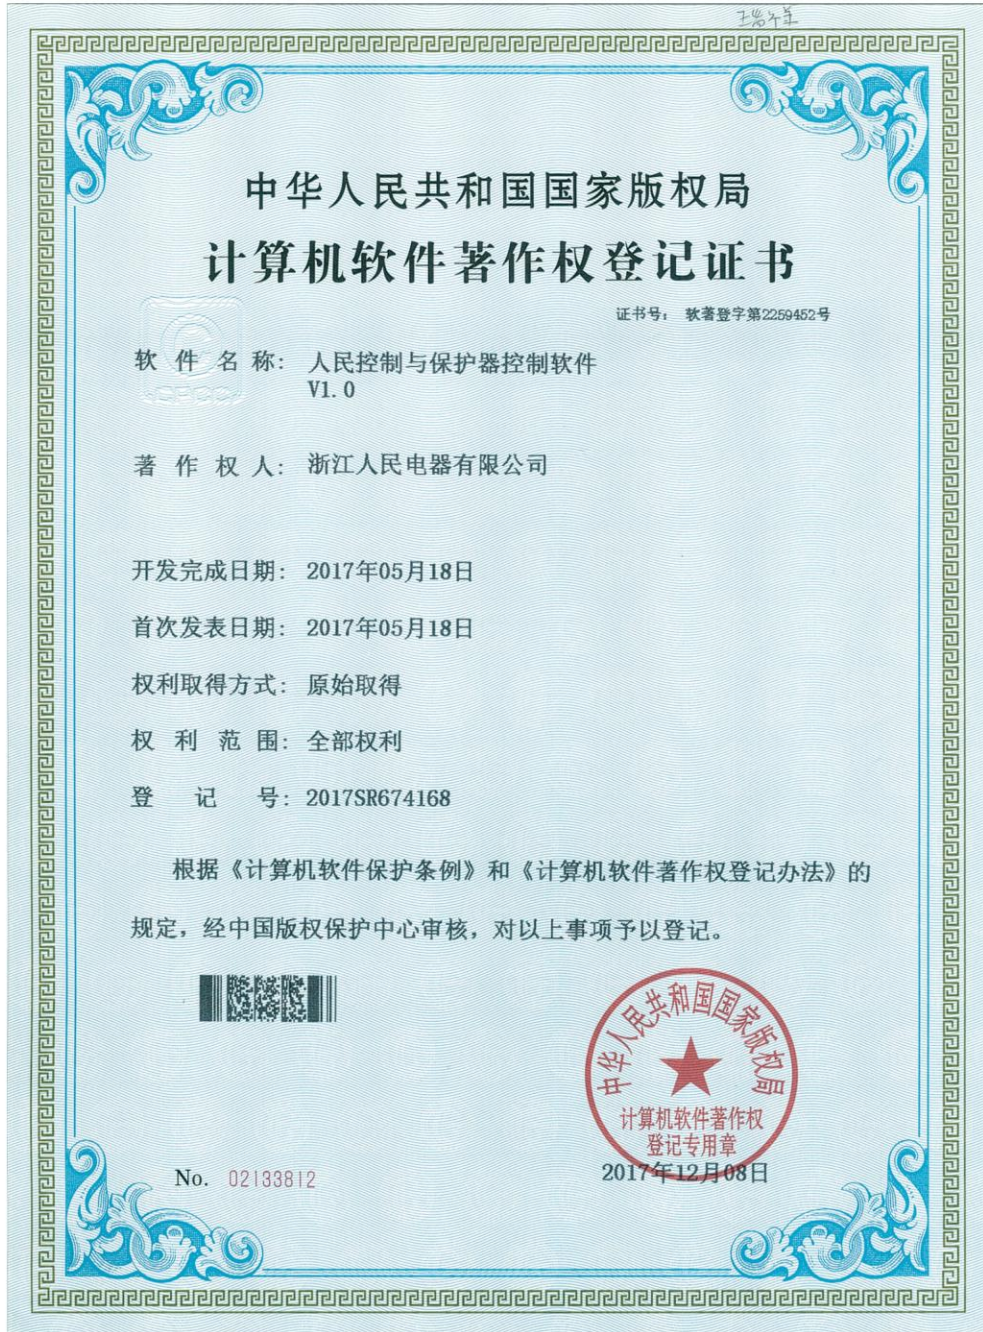 中华人民共和国国家版权局
计算机软件著作权登记证书
证书号： 软著登字第2259452号
软件名称： 人民控制与保护器控制软件
V1.0
著作权人： 浙江人民电器有限公司
开发完成日期： 2017年05月18日
首次发表日期： 2017年05月18日
权利取得方式： 原始取得
权利范围： 全部权利
登记号： 2017SR674168
根据《计算机软件保护条例》和《计算机软件著作权登记办法》的
规定，经中国版权保护中心审核，对以上事项予以登记。
中华人民共和国国家版权局
计算机软件著作权
登记专用章
2017年12月08日
No. 02133812
CPCC